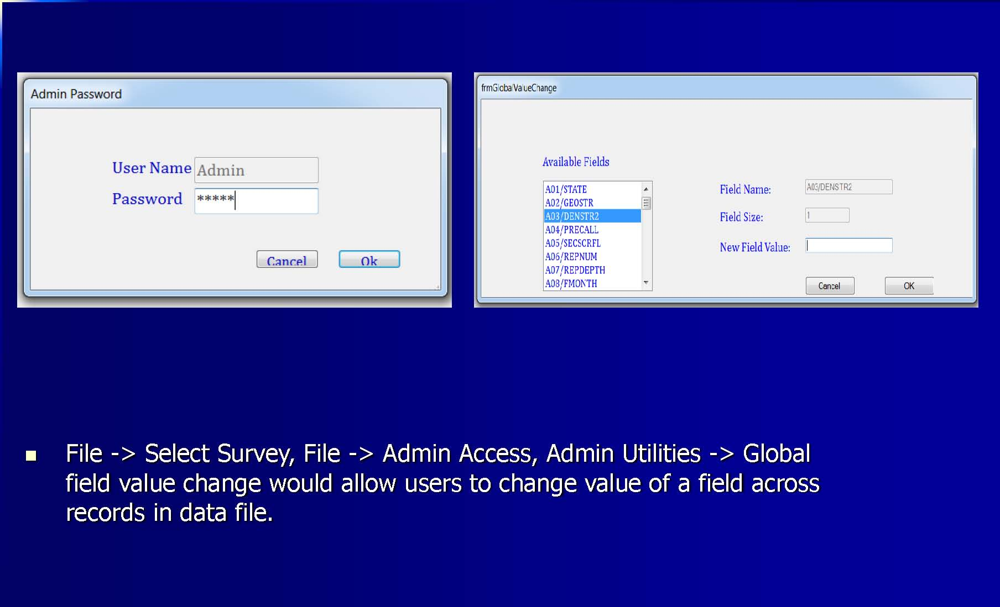 Admin Password
User Name Admin
Password *****
Cancel Ok
frmGlobalValueChange
Available Fields
A01/STATE
A02/GEOSTR
A03/DENSTR2
A04/PRECALL
A05/SECSCRFL
A06/REPNUM
A07/REPDEPTH
A08/FMONTH
Field Name: A03/DENSTR2
Field Size: 1
New Field Value:
Cancel OK
File -> Select Survey, File -> Admin Access, Admin Utilities -> Global
field value change would allow users to change value of a field across
records in data file.